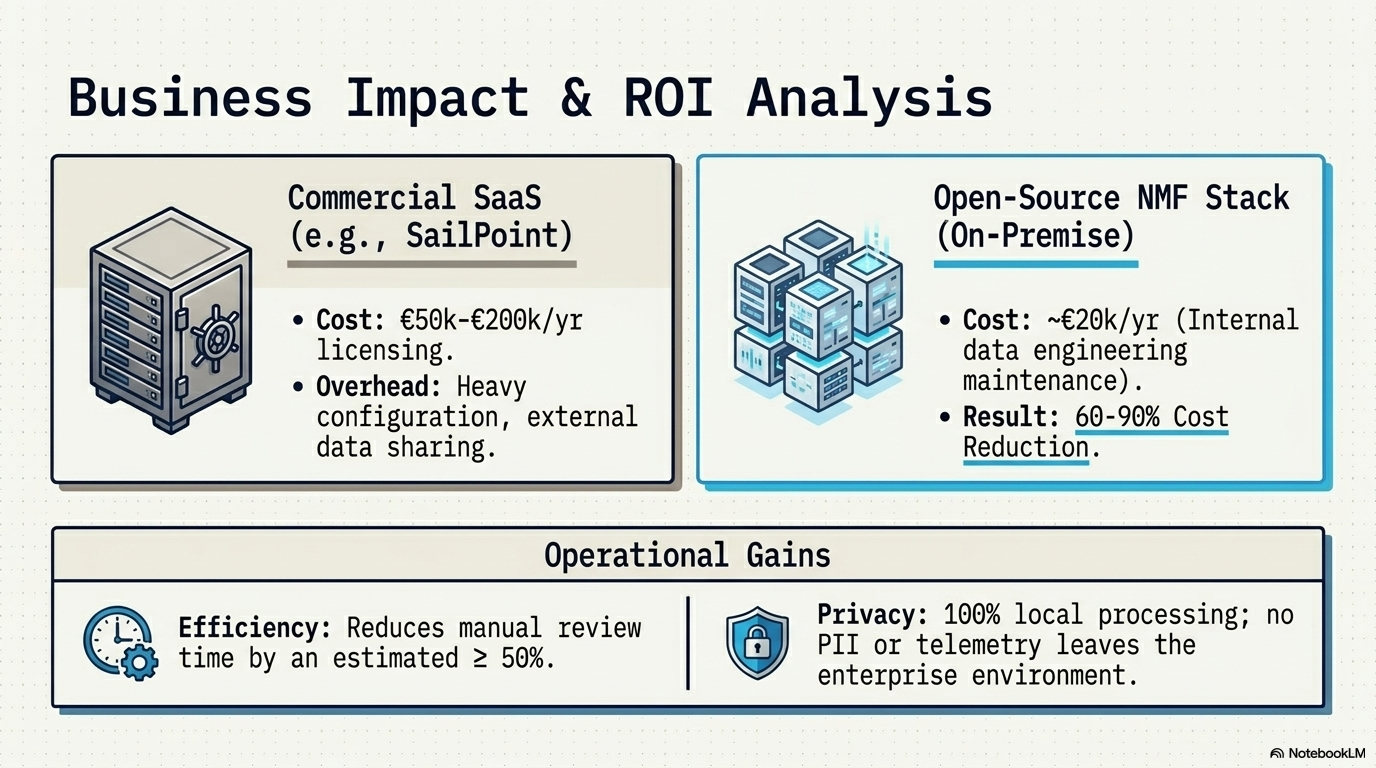 Business Impact & ROI Analysis
Commercial SaaS
(e.g., SailPoint)
• Cost: €50k-€200k/yr
licensing.
• Overhead: Heavy
configuration, external
data sharing.
Open-Source NMF Stack
(On-Premise)
• Cost: ~€20k/yr (Internal
data engineering
maintenance).
• Result: 60-90% Cost
Reduction.
Operational Gains
Efficiency: Reduces manual review
time by an estimated ≥ 50%.
Privacy: 100% local processing; no
PII or telemetry leaves the
enterprise environment.
NotebookLM